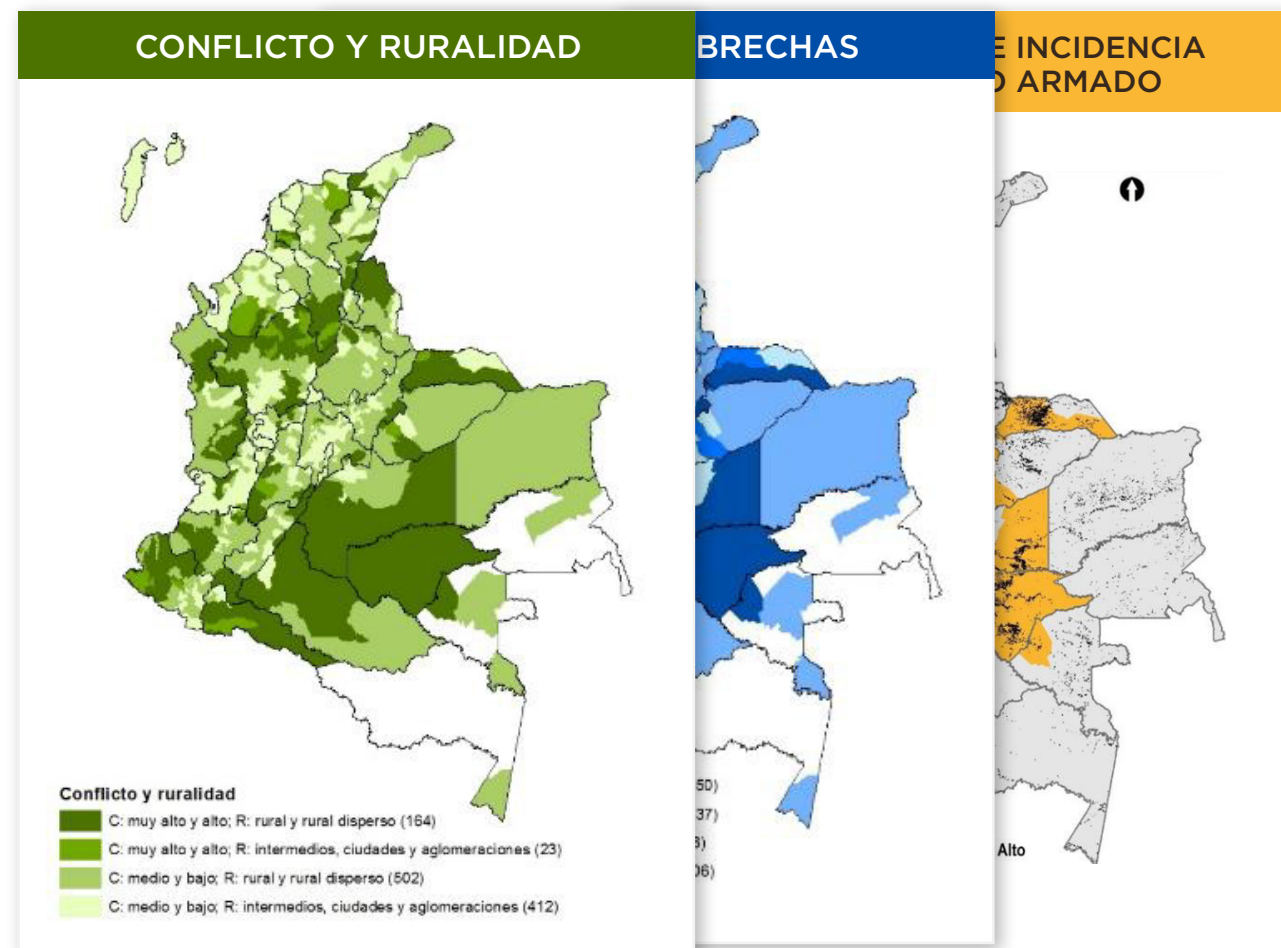 CONFLICTO Y RURALIDAD
BRECHAS
E INCIDENCIA
O ARMADO
Conflicto y ruralidad
C: muy alto y alto; R: rural y rural disperso (164)
C: muy alto y alto; R: intermedios, ciudades y aglomeraciones (23)
C: medio y bajo; R: rural y rural disperso (502)
C: medio y bajo; R: intermedios, ciudades y aglomeraciones (412)
50)
37)
06)
Alto